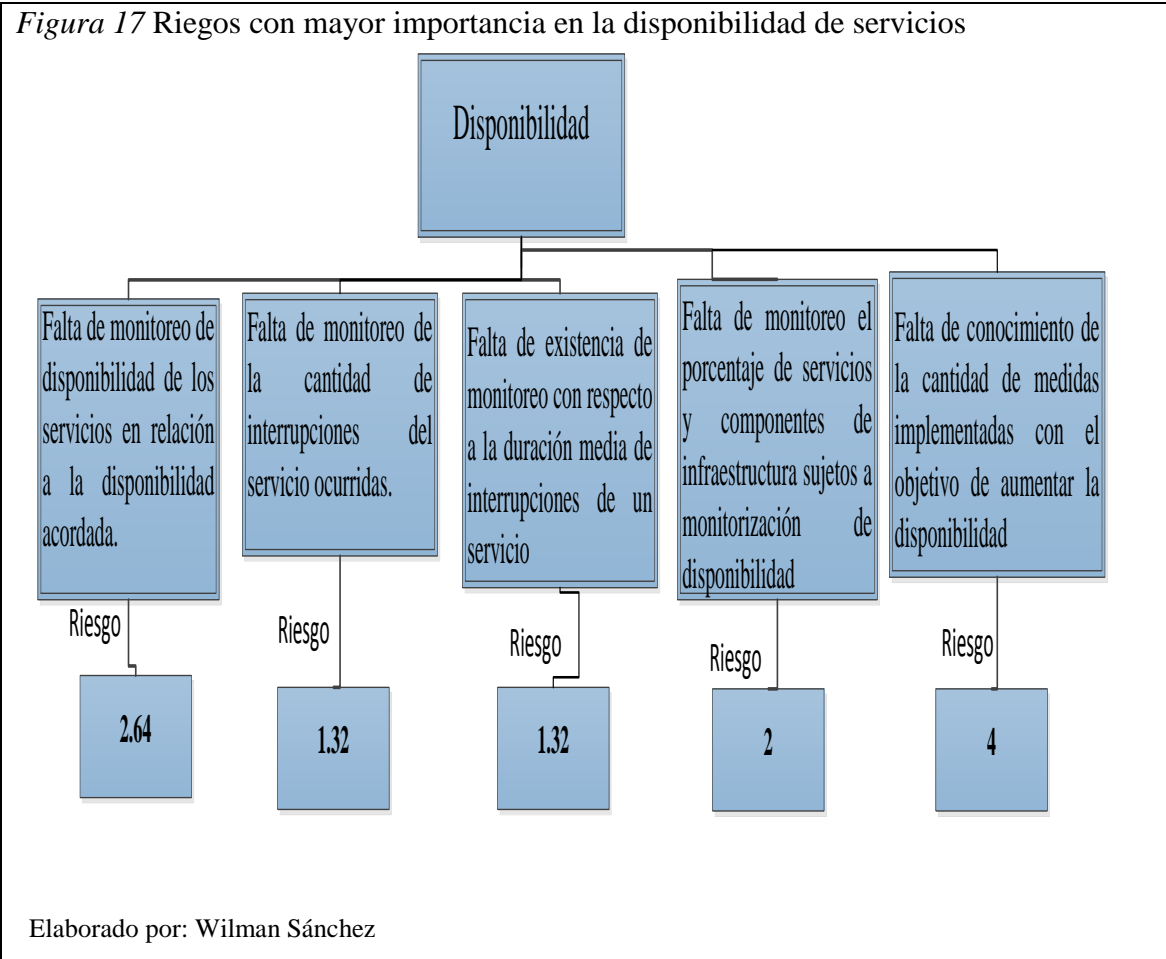 Figura 17 Riegos con mayor importancia en la disponibilidad de servicios
Disponibilidad
Falta de monitoreo de
disponibilidad de los
servicios en relación
a la disponibilidad
acordada.
Falta de monitoreo de
la cantidad de
interrupciones del
servicio ocurridas.
Falta de existencia de
monitoreo con respecto
a la duración media de
interrupciones de un
servicio
Falta de monitoreo el
porcentaje de servicios
y componentes de
infraestructura sujetos a
monitorización de
disponibilidad
Falta de conocimiento de
la cantidad de medidas
implementadas con el
objetivo de aumentar la
disponibilidad
Riesgo
Riesgo
Riesgo
Riesgo
Riesgo
2.64
1.32
1.32
2
4
Elaborado por: Wilman Sánchez